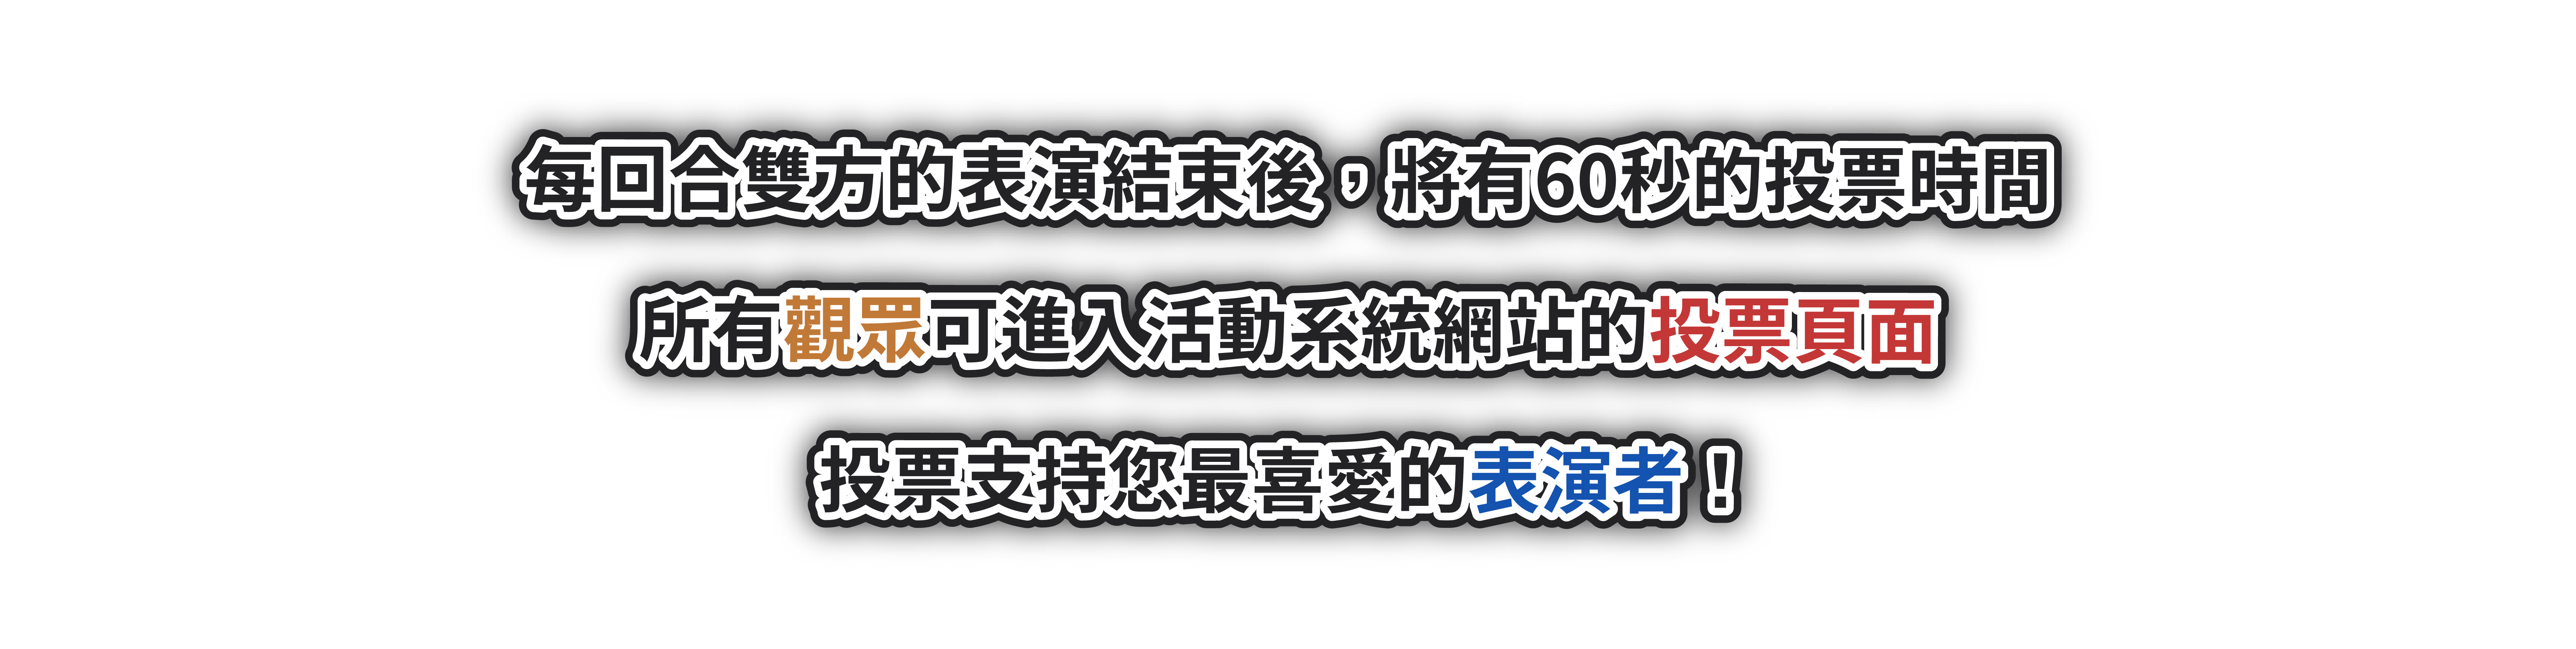 每回合雙方的表演結束後，將有60秒的投票時間
所有觀眾可進入活動系統網站的投票頁面
投票支持您最喜愛的表演者！